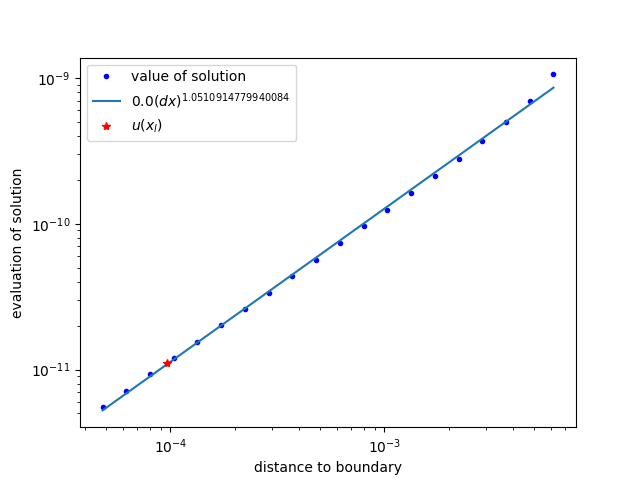 10⁻⁹
10⁻¹⁰
10⁻¹¹
evaluation of solution
value of solution
0.0(dx)^1.0510914779940084
u(x_l)
10⁻⁴
10⁻³
distance to boundary